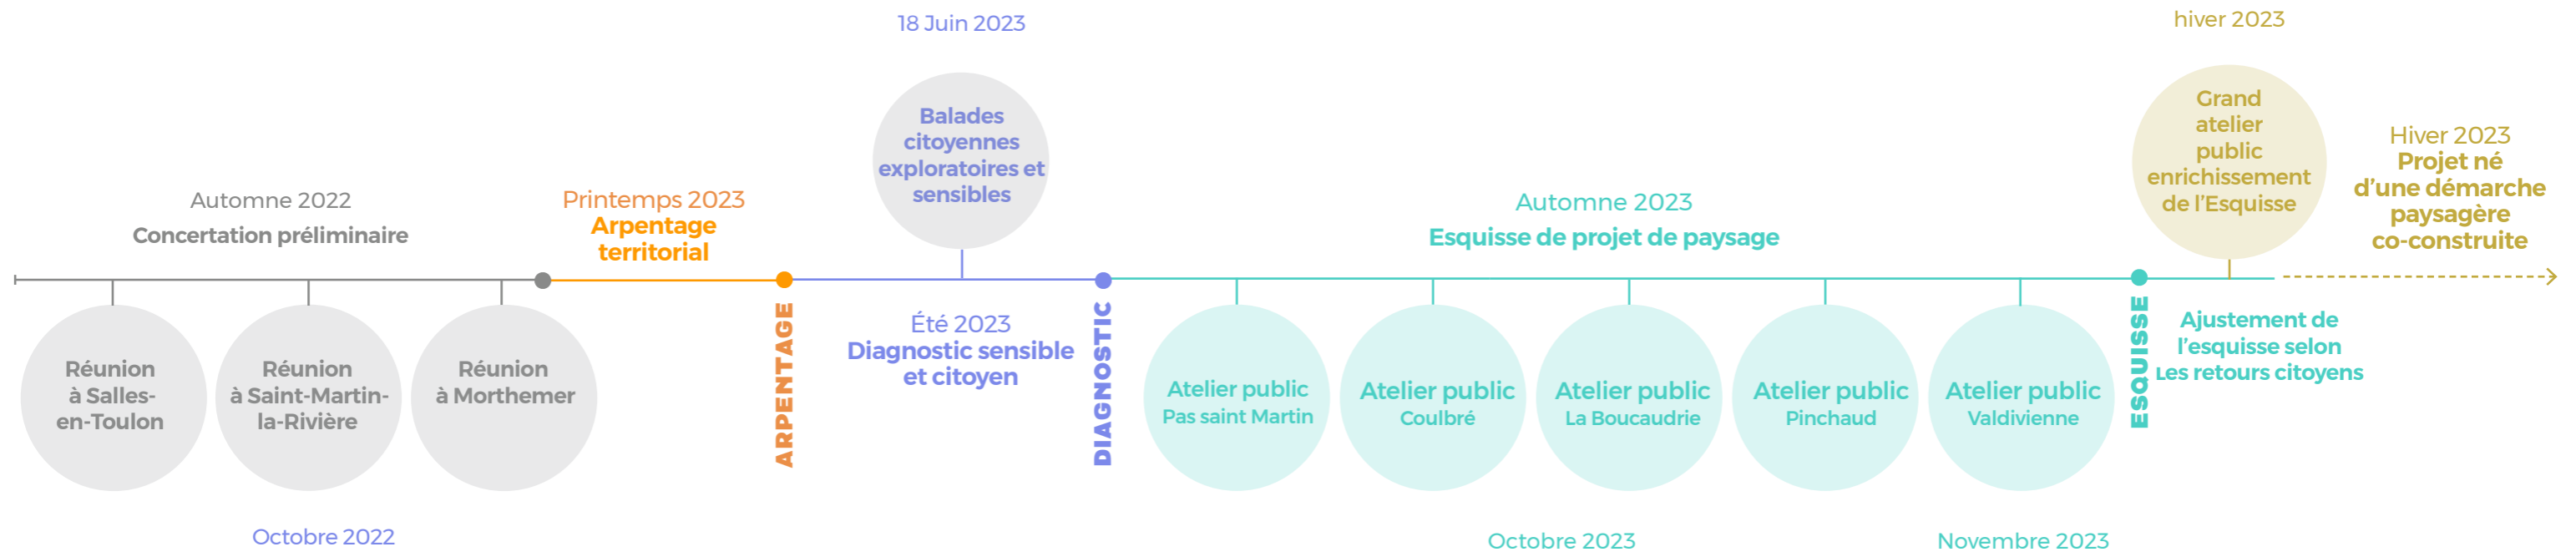 Automne 2022
Concertation préliminaire
Réunion
à Salles-
en-Toulon
Réunion
à Saint-Martin-
la-Rivière
Réunion
à Morthemer
Octobre 2022
Printemps 2023
Arpentage
territorial
ARPENTAGE
18 Juin 2023
Balades
citoyennes
exploratoires et
sensibles
Été 2023
Diagnostic sensible
et citoyen
DIAGNOSTIC
Automne 2023
Esquisse de projet de paysage
Atelier public
Pas saint Martin
Atelier public
Coulbré
Atelier public
La Boucaudrie
Atelier public
Pinchaud
Atelier public
Valdivienne
Octobre 2023
Novembre 2023
ESQUISSE
hiver 2023
Grand
atelier
public
enrichissement
de l’Esquisse
Ajustement de
l’esquisse selon
Les retours citoyens
Hiver 2023
Projet né
d’une démarche
paysagère
co-construite